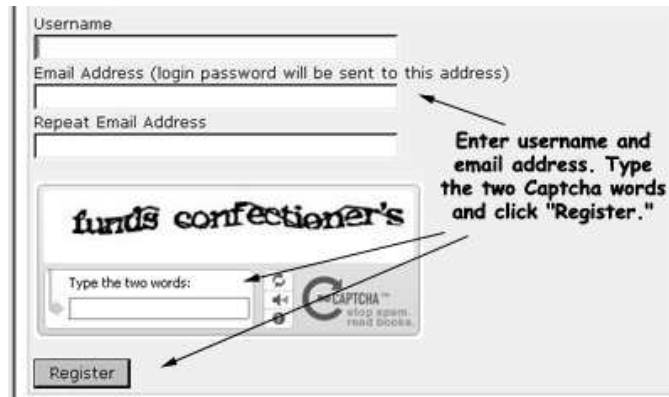 Username
Email Address (login password will be sent to this address)
Repeat Email Address
Enter username and
email address. Type
the two Captcha words
and click "Register."
funds confectioner's
Type the two words:
reCAPTCHA™
stop spam.
read books.
Register